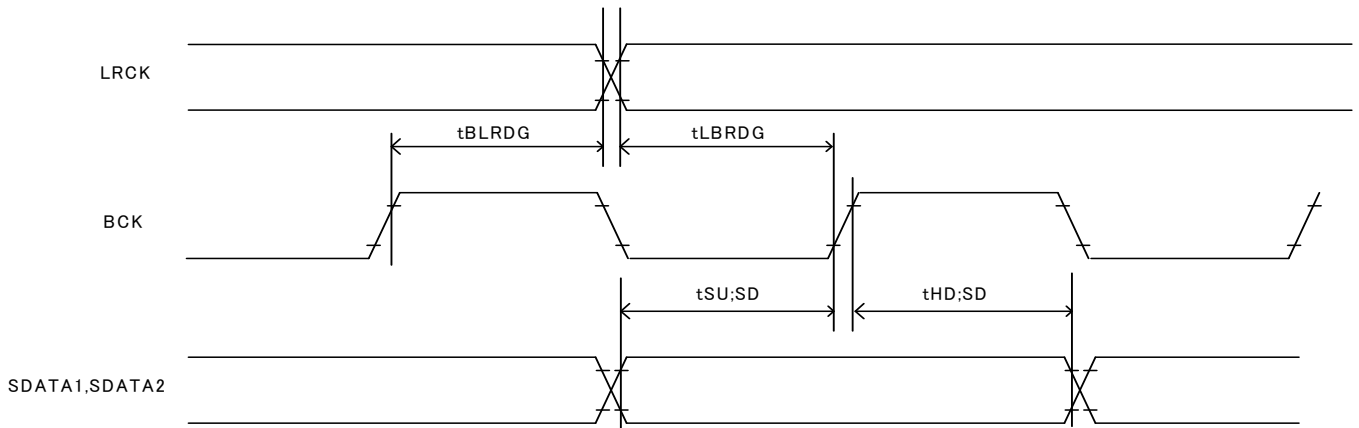 LRCK
tBLRDG
tLBRDG
BCK
tSU;SD
tHD;SD
SDATA1,SDATA2